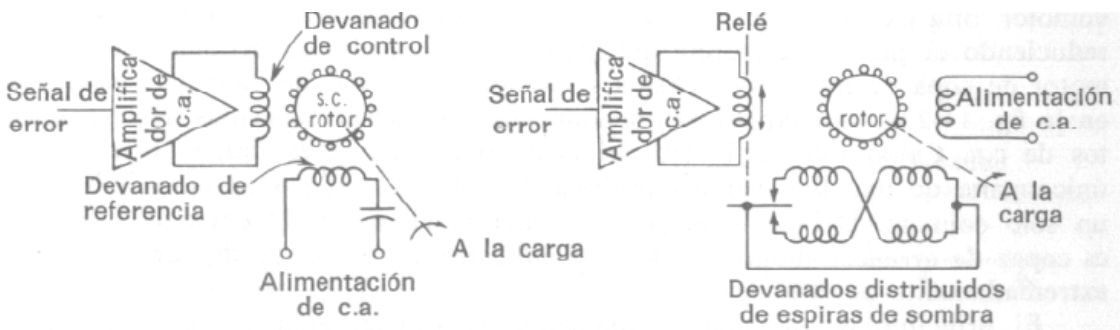 Devanado
de control
Señal de
error
Amplifica
dor de
c.a.
s.c.
rotor
Devanado de
referencia
A la carga
Alimentación
de c.a.
Relé
Señal de
error
Amplifica
dor de
c.a.
rotor
Alimentación
de c.a.
A la
carga
Devanados distribuidos
de espiras de sombra